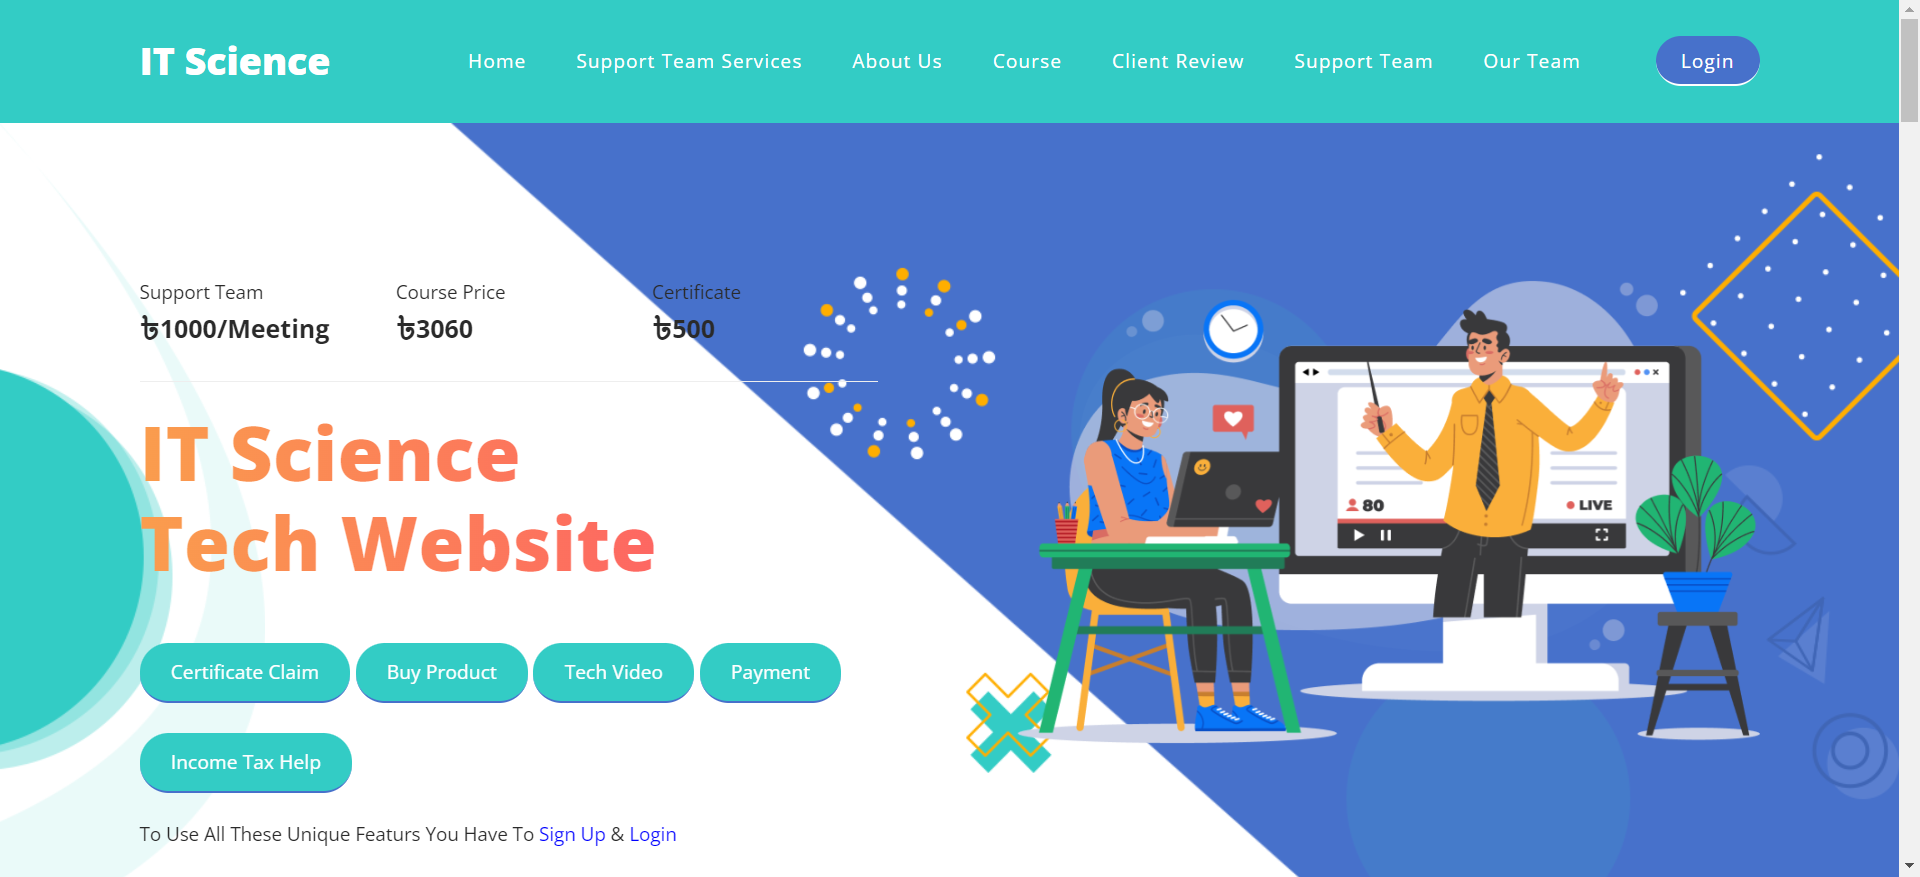 IT Science
Home Support Team Services About Us Course Client Review Support Team Our Team Login
Support Team Course Price Certificate
৳1000/Meeting ৳3060 ৳500
IT Science
Tech Website
80 LIVE
Certificate Claim Buy Product Tech Video Payment
Income Tax Help
To Use All These Unique Featurs You Have To Sign Up & Login